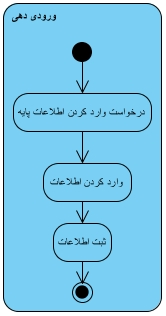 ورودی دهی
درخواست وارد کردن اطلاعات پایه
وارد کردن اطلاعات
ثبت اطلاعات